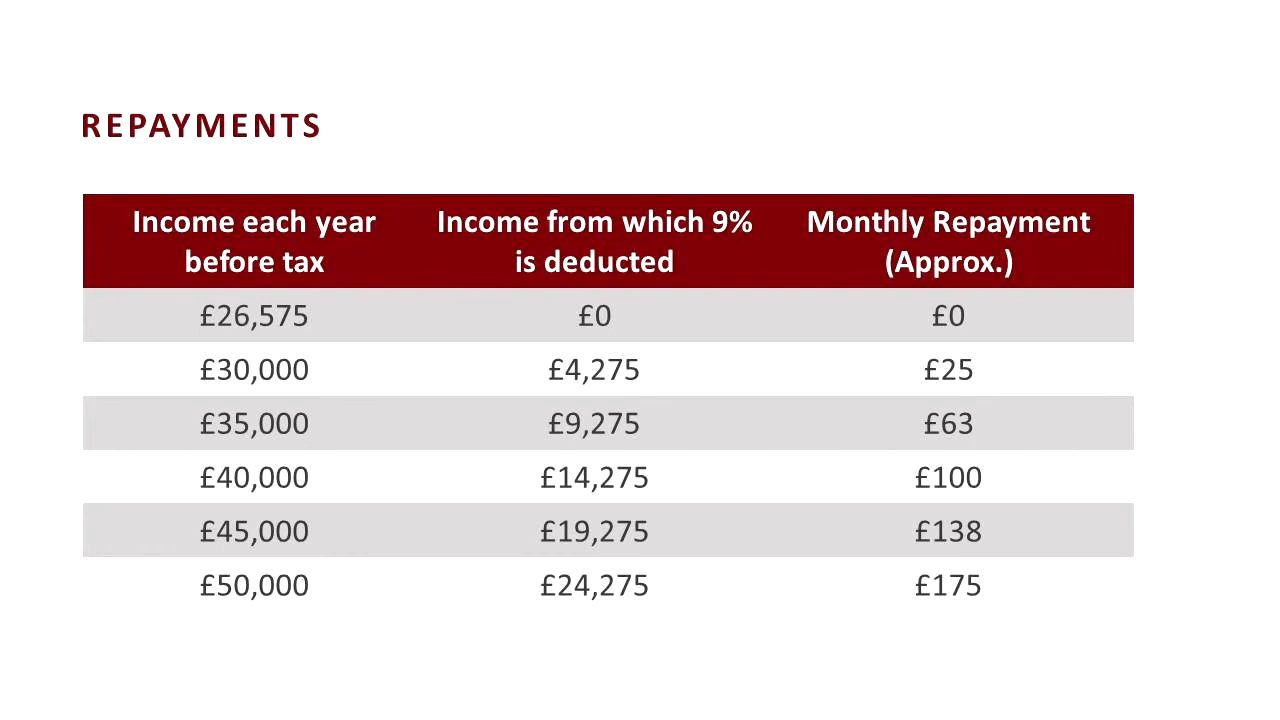 REPAYMENTS
Income each year before tax Income from which 9% is deducted Monthly Repayment (Approx.)
£26,575 £0 £0
£30,000 £4,275 £25
£35,000 £9,275 £63
£40,000 £14,275 £100
£45,000 £19,275 £138
£50,000 £24,275 £175